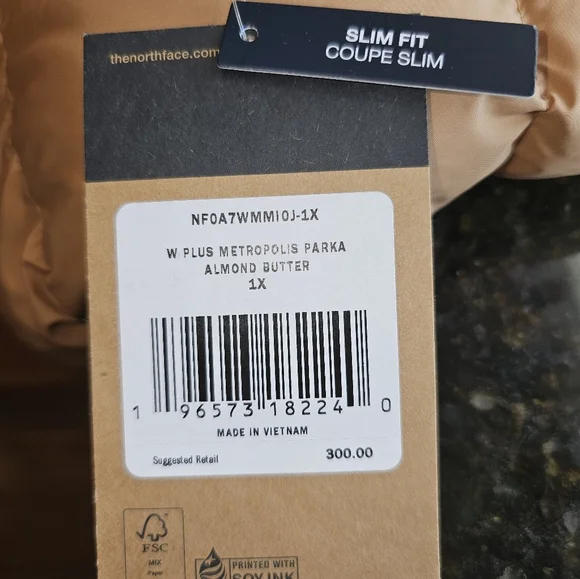 SLIM FIT
COUPE SLIM
thenorthface.com
NF0A7WMMI0J-1X
W PLUS METROPOLIS PARKA
ALMOND BUTTER
1X
1 96573 18224 0
MADE IN VIETNAM
Suggested Retail 300.00
FSC
MIX
Paper
PRINTED WITH
SOY INK